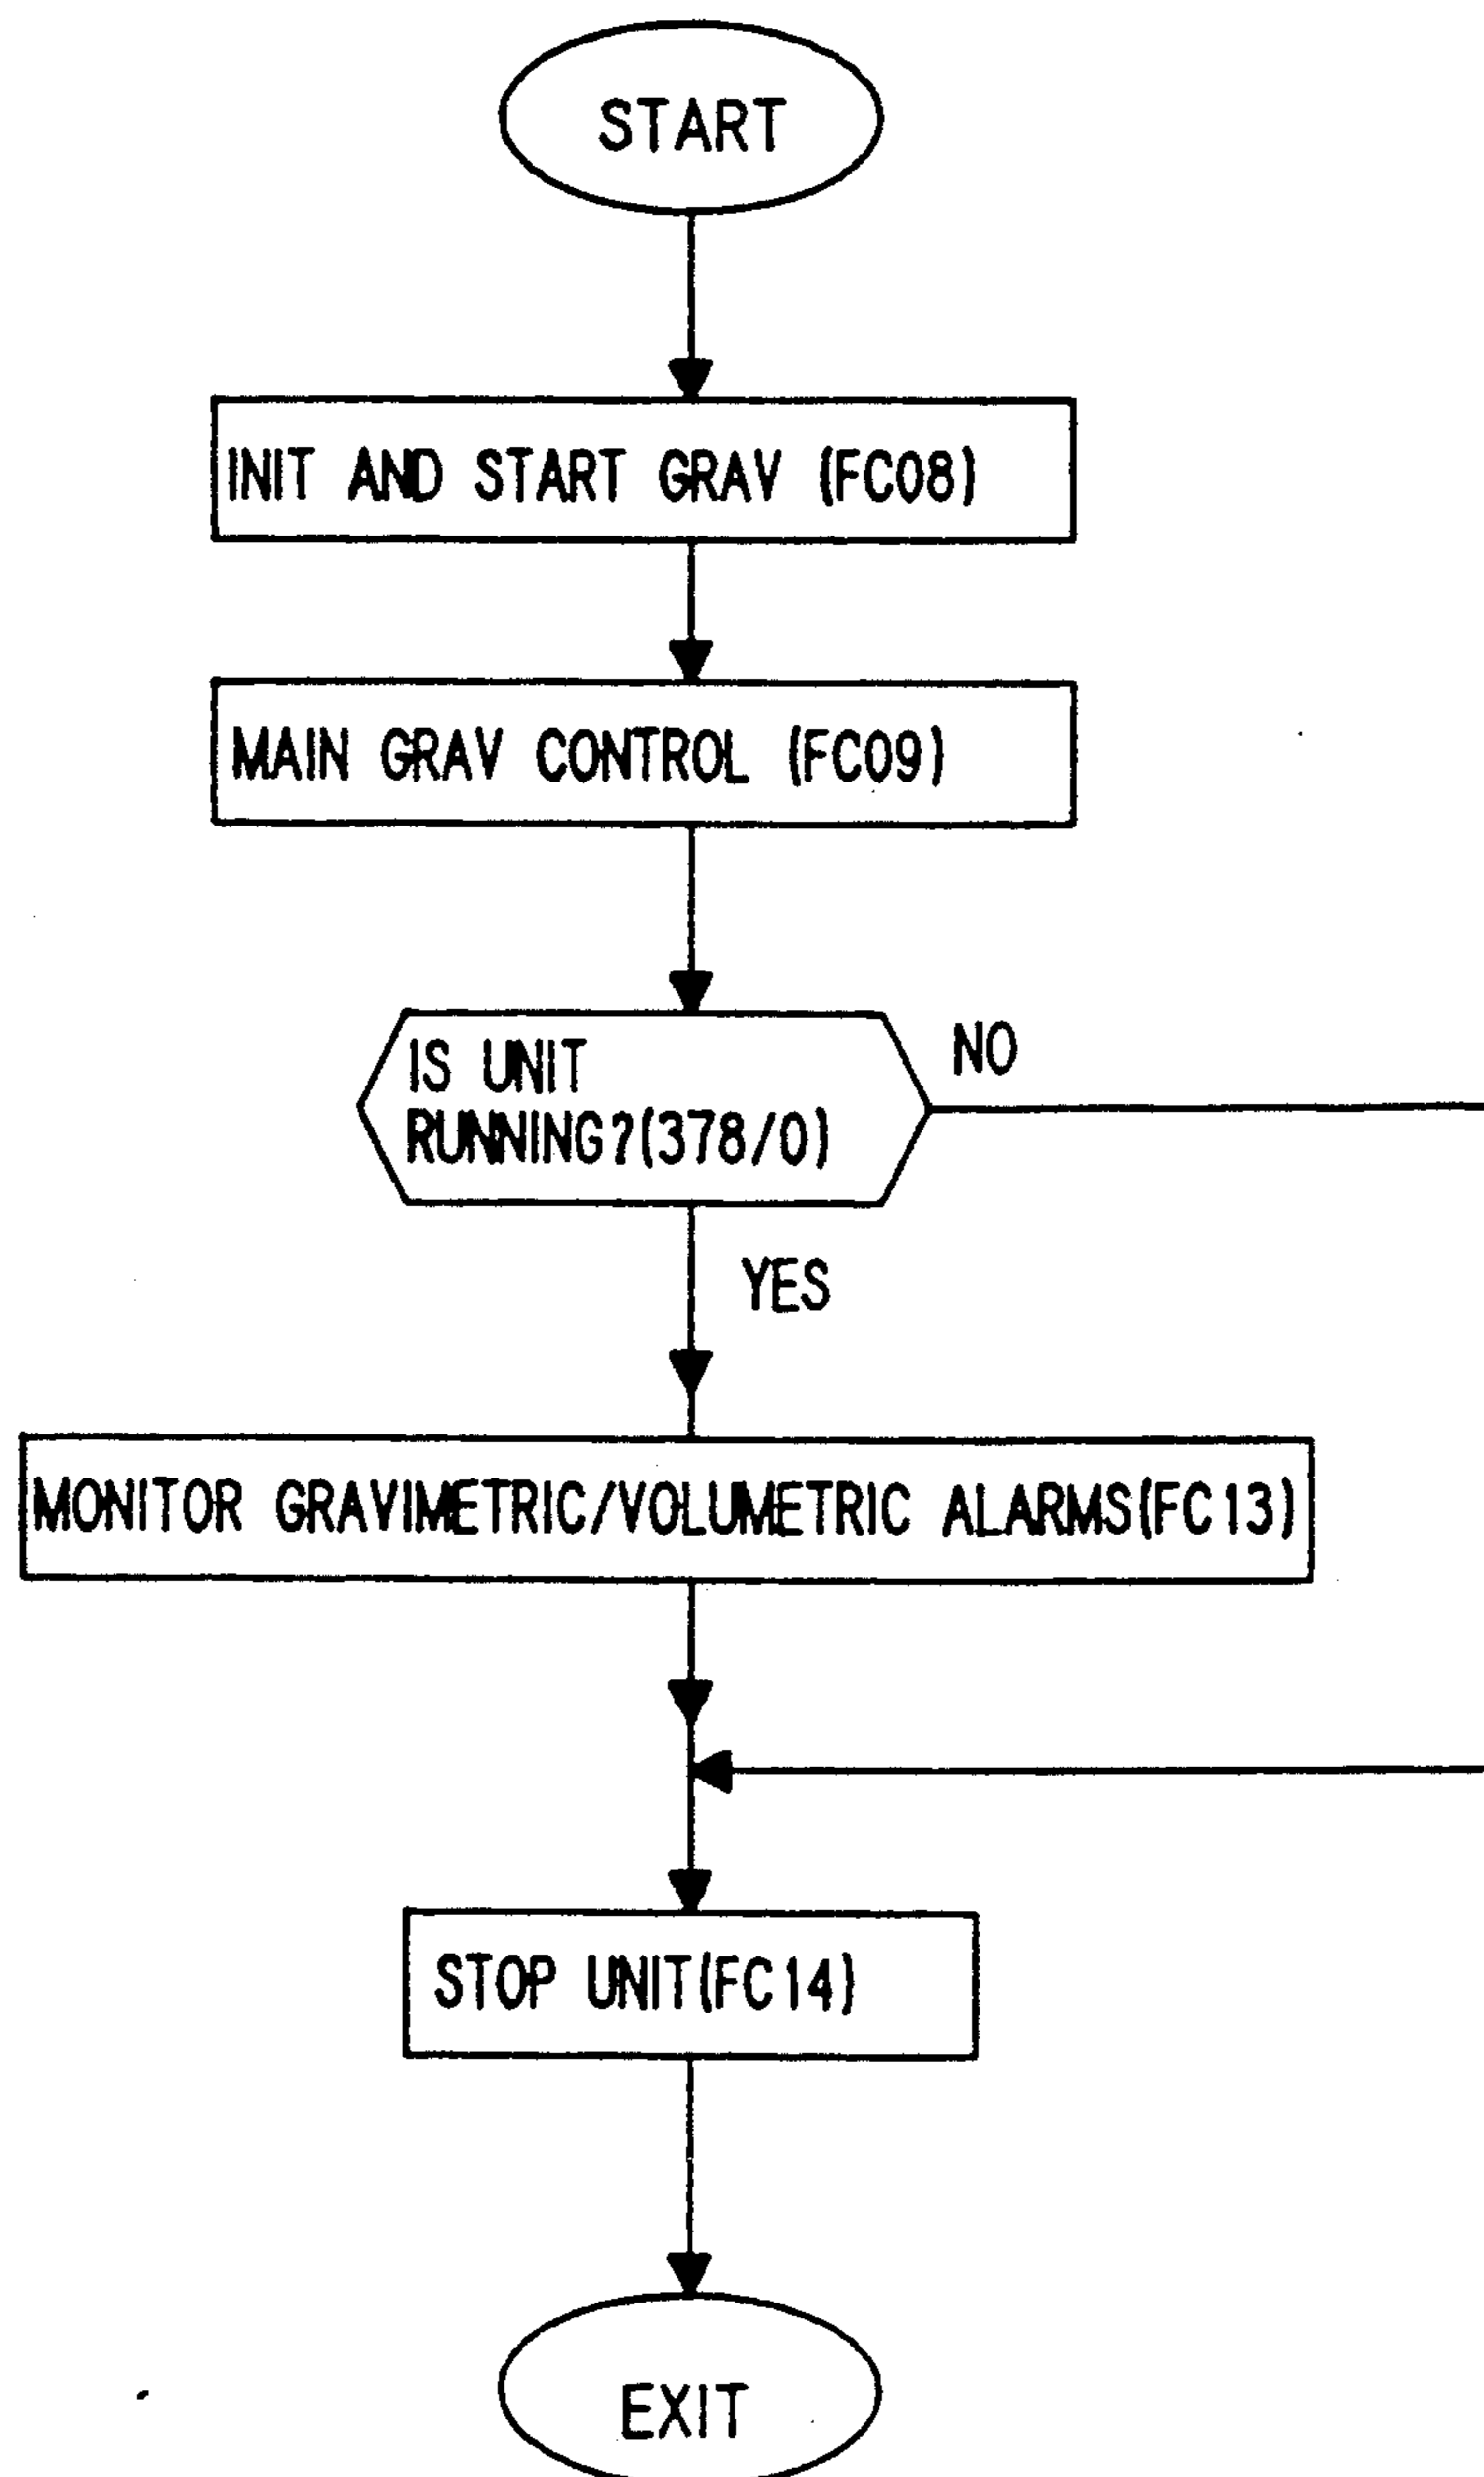 START
INIT AND START GRAV (FC08)
MAIN GRAV CONTROL (FC09)
IS UNIT
RUNNING?(378/0)
NO
YES
MONITOR GRAVIMETRIC/VOLUMETRIC ALARMS(FC13)
STOP UNIT(FC14)
EXIT